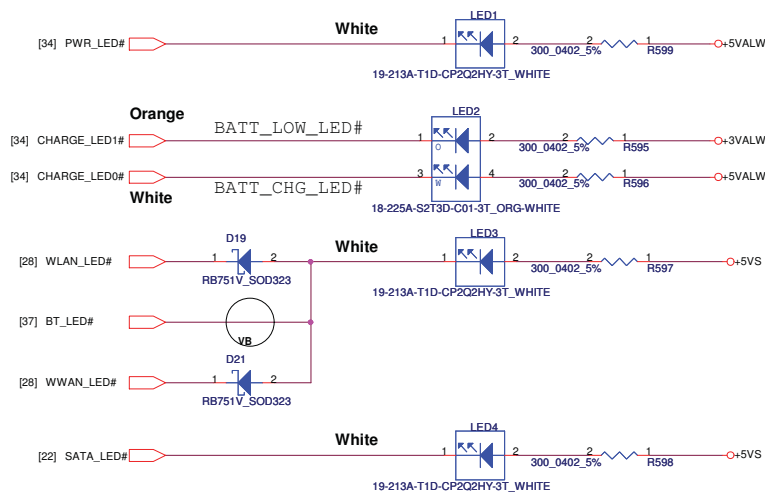 LED1
White
[34] PWR_LED# 1 2 2 1 +5VALW
300_0402_5% R599
19-213A-T1D-CP2Q2HY-3T_WHITE
Orange
LED2
BATT_LOW_LED#
[34] CHARGE_LED1# 1 2 2 1 +3VALW
O 300_0402_5% R595
[34] CHARGE_LED0# 3 4 2 1 +5VALW
W 300_0402_5% R596
BATT_CHG_LED#
White
18-225A-S2T3D-C01-3T_ORG-WHITE
D19 White LED3
[28] WLAN_LED# 1 2 1 2 2 1 +5VS
300_0402_5% R597
RB751V_SOD323
19-213A-T1D-CP2Q2HY-3T_WHITE
[37] BT_LED#
VB
D21
[28] WWAN_LED# 1 2
RB751V_SOD323
LED4
White
[22] SATA_LED# 1 2 2 1 +5VS
300_0402_5% R598
19-213A-T1D-CP2Q2HY-3T_WHITE